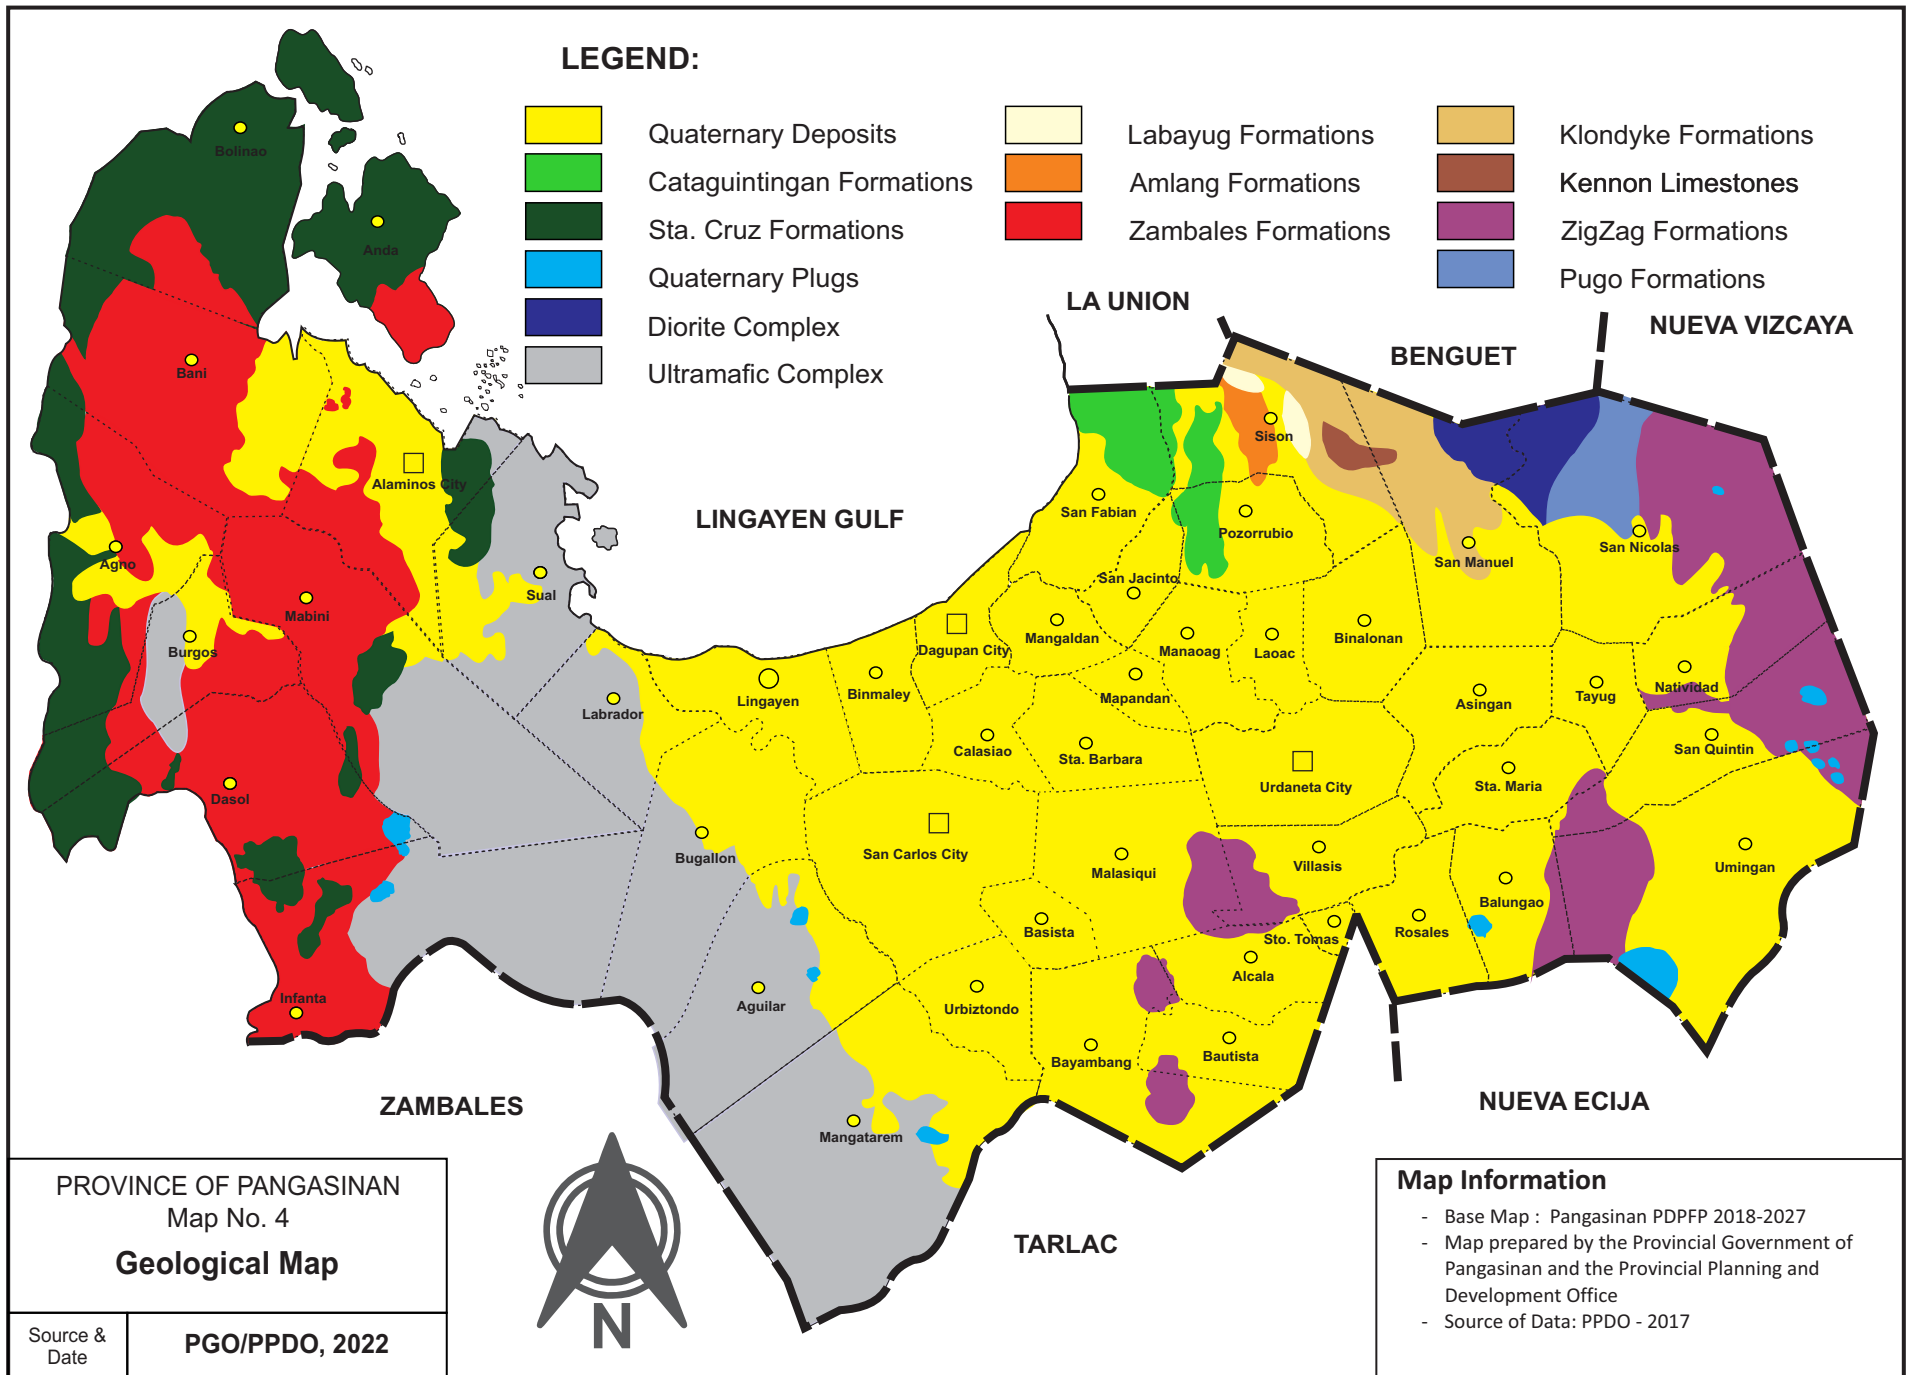 LEGEND:
Quaternary Deposits
Cataguintingan Formations
Sta. Cruz Formations
Quaternary Plugs
Diorite Complex
Ultramafic Complex
Labayug Formations
Amlang Formations
Zambales Formations
Klondyke Formations
Kennon Limestones
ZigZag Formations
Pugo Formations
LA UNION
BENGUET
NUEVA VIZCAYA
LINGAYEN GULF
ZAMBALES
TARLAC
NUEVA ECIJA
Bolinao
Anda
Bani
Alaminos City
Agno
Burgos
Mabini
Sual
Dasol
Infanta
Labrador
Lingayen
Binmaley
Dagupan City
Mangaldan
San Jacinto
San Fabian
Sison
Pozorrubio
San Manuel
San Nicolas
Manaoag
Laoac
Binalonan
Mapandan
Calasiao
Sta. Barbara
Urdaneta City
Asingan
Tayug
Natividad
San Quintin
Sta. Maria
Umingan
Bugallon
San Carlos City
Malasiqui
Villasis
Balungao
Rosales
Basista
Sto. Tomas
Alcala
Aguilar
Urbiztondo
Bayambang
Bautista
Mangatarem
N
PROVINCE OF PANGASINAN
Map No. 4
Geological Map
Source &
Date
PGO/PPDO, 2022
Map Information
- Base Map : Pangasinan PDPFP 2018-2027
- Map prepared by the Provincial Government of
Pangasinan and the Provincial Planning and
Development Office
- Source of Data: PPDO - 2017